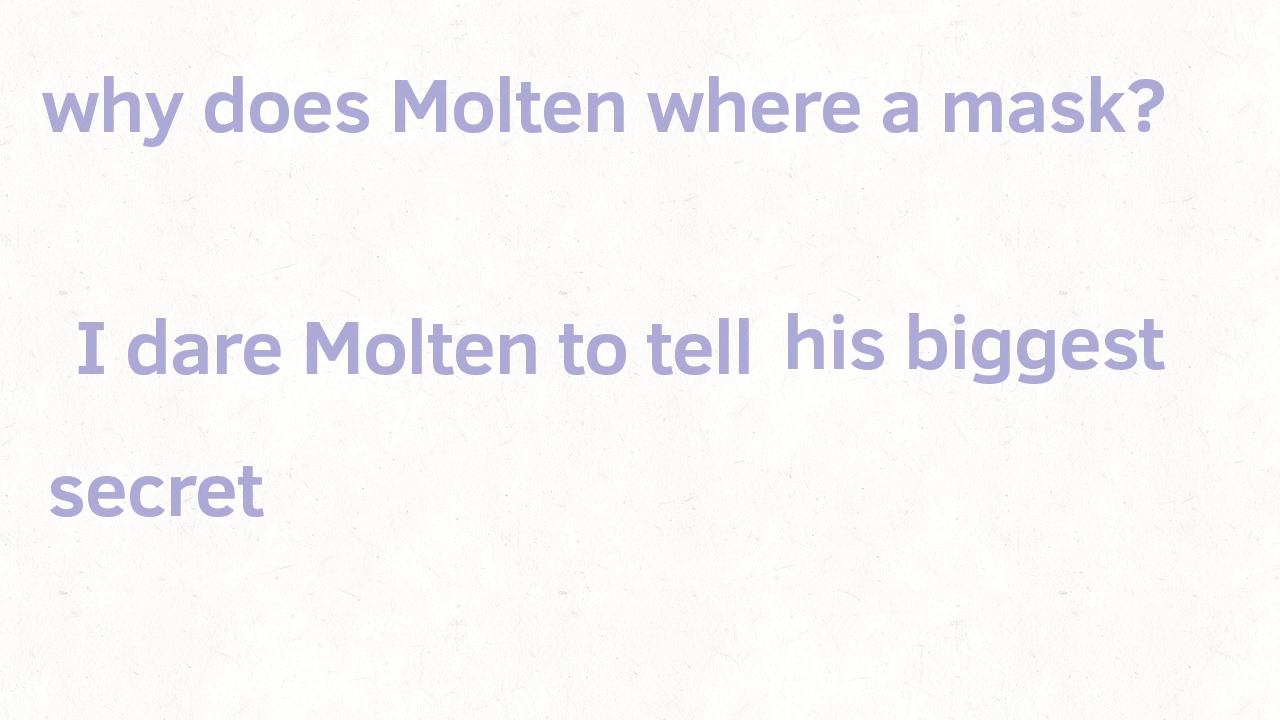 why does Molten where a mask?
I dare Molten to tell his biggest
secret